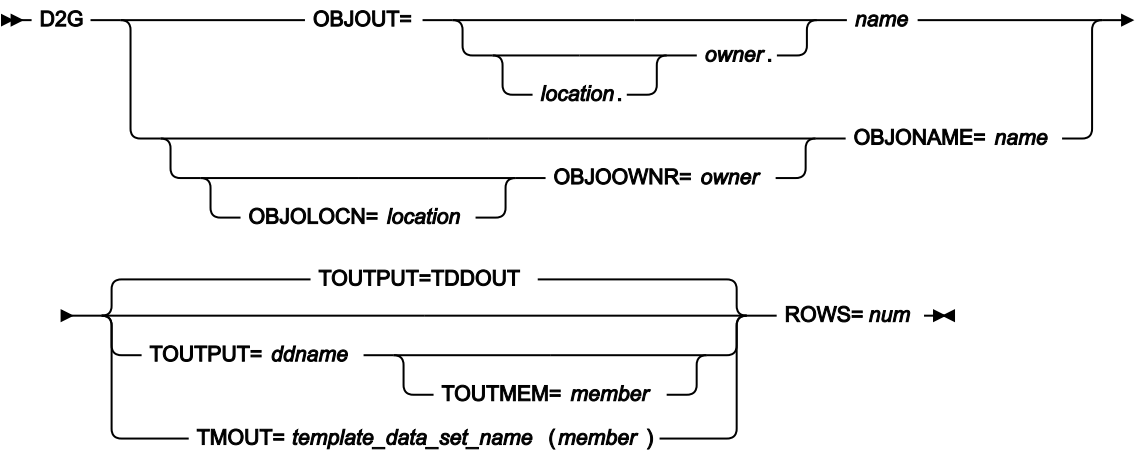 D2G OBJOUT= name
owner.
location.
OBJONAME= name
OBJOOWNR= owner
OBJOLOCN= location
TOUTPUT=TDDOUT
ROWS= num
TOUTPUT= ddname
TOUTMEM= member
TMOUT= template_data_set_name (member )